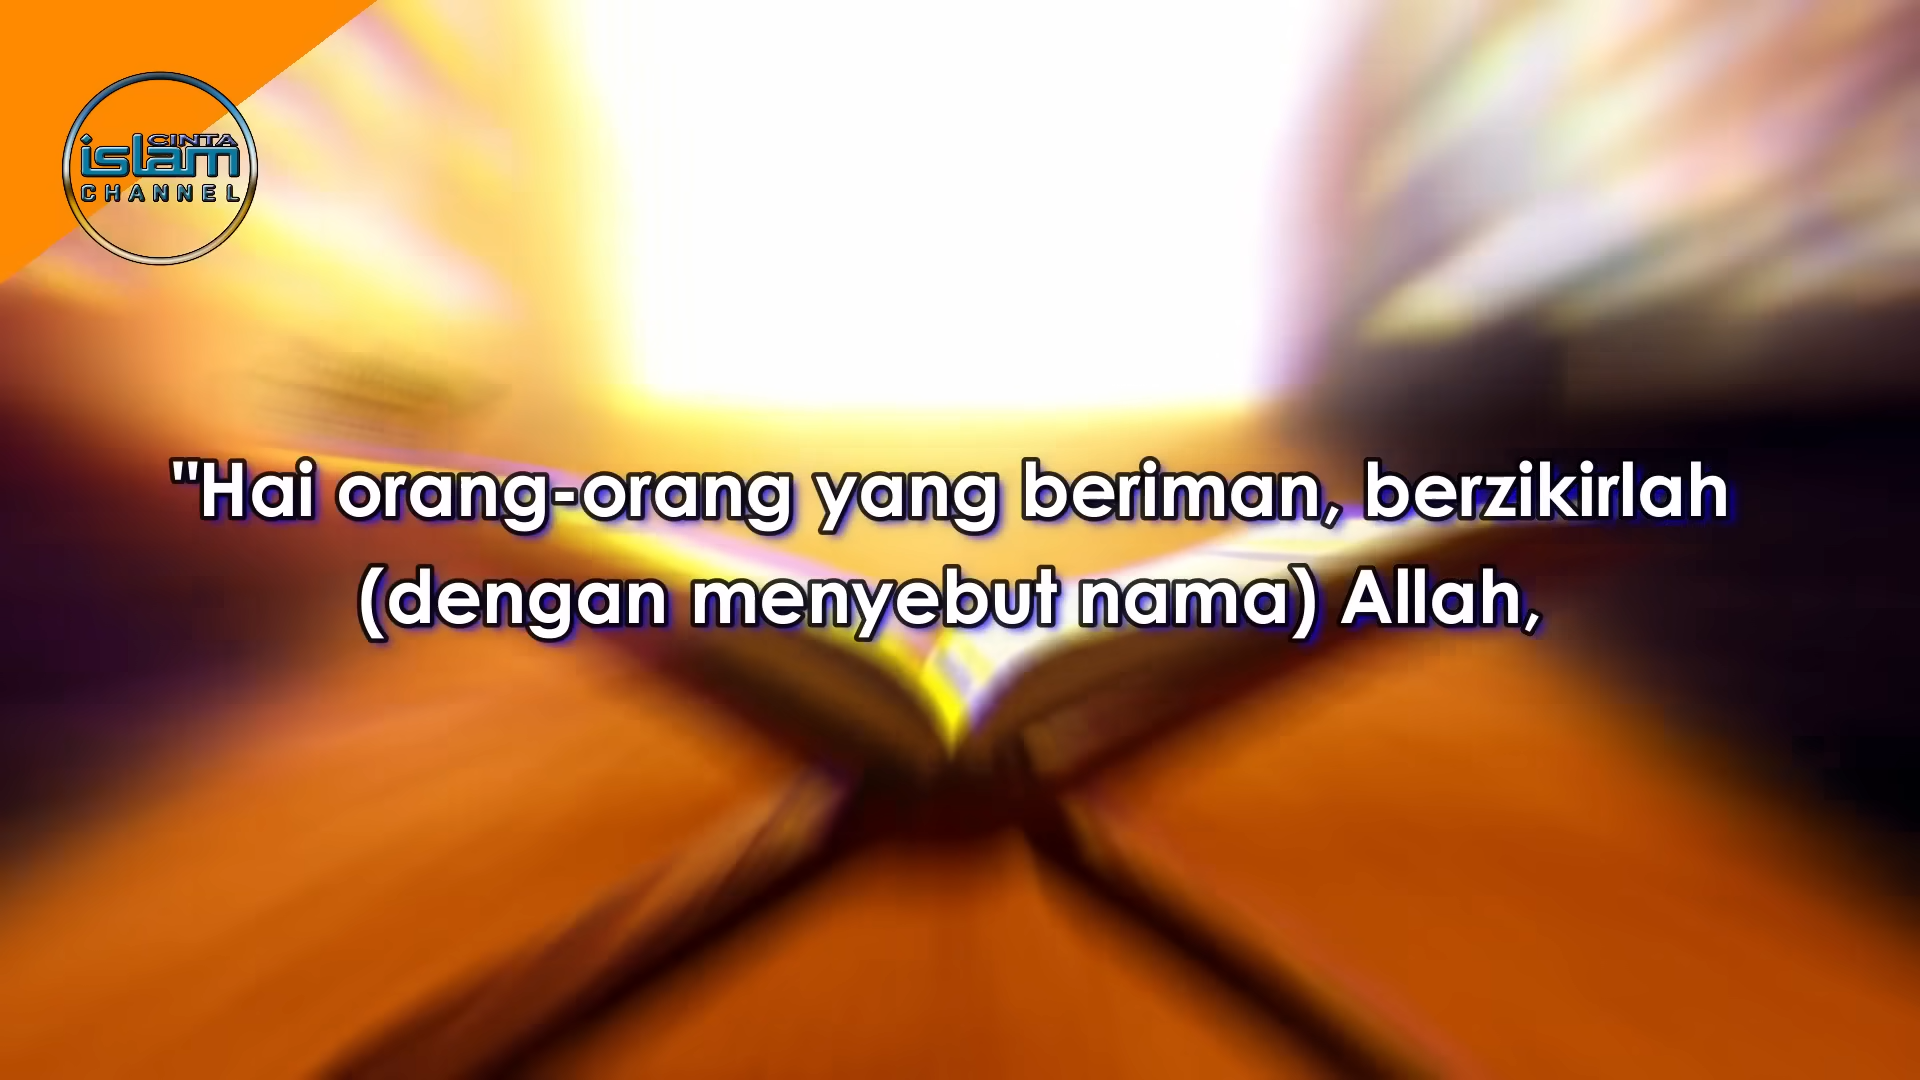 CINTA
islam
CHANNEL
"Hai orang-orang yang beriman, berzikirlah
(dengan menyebut nama) Allah,